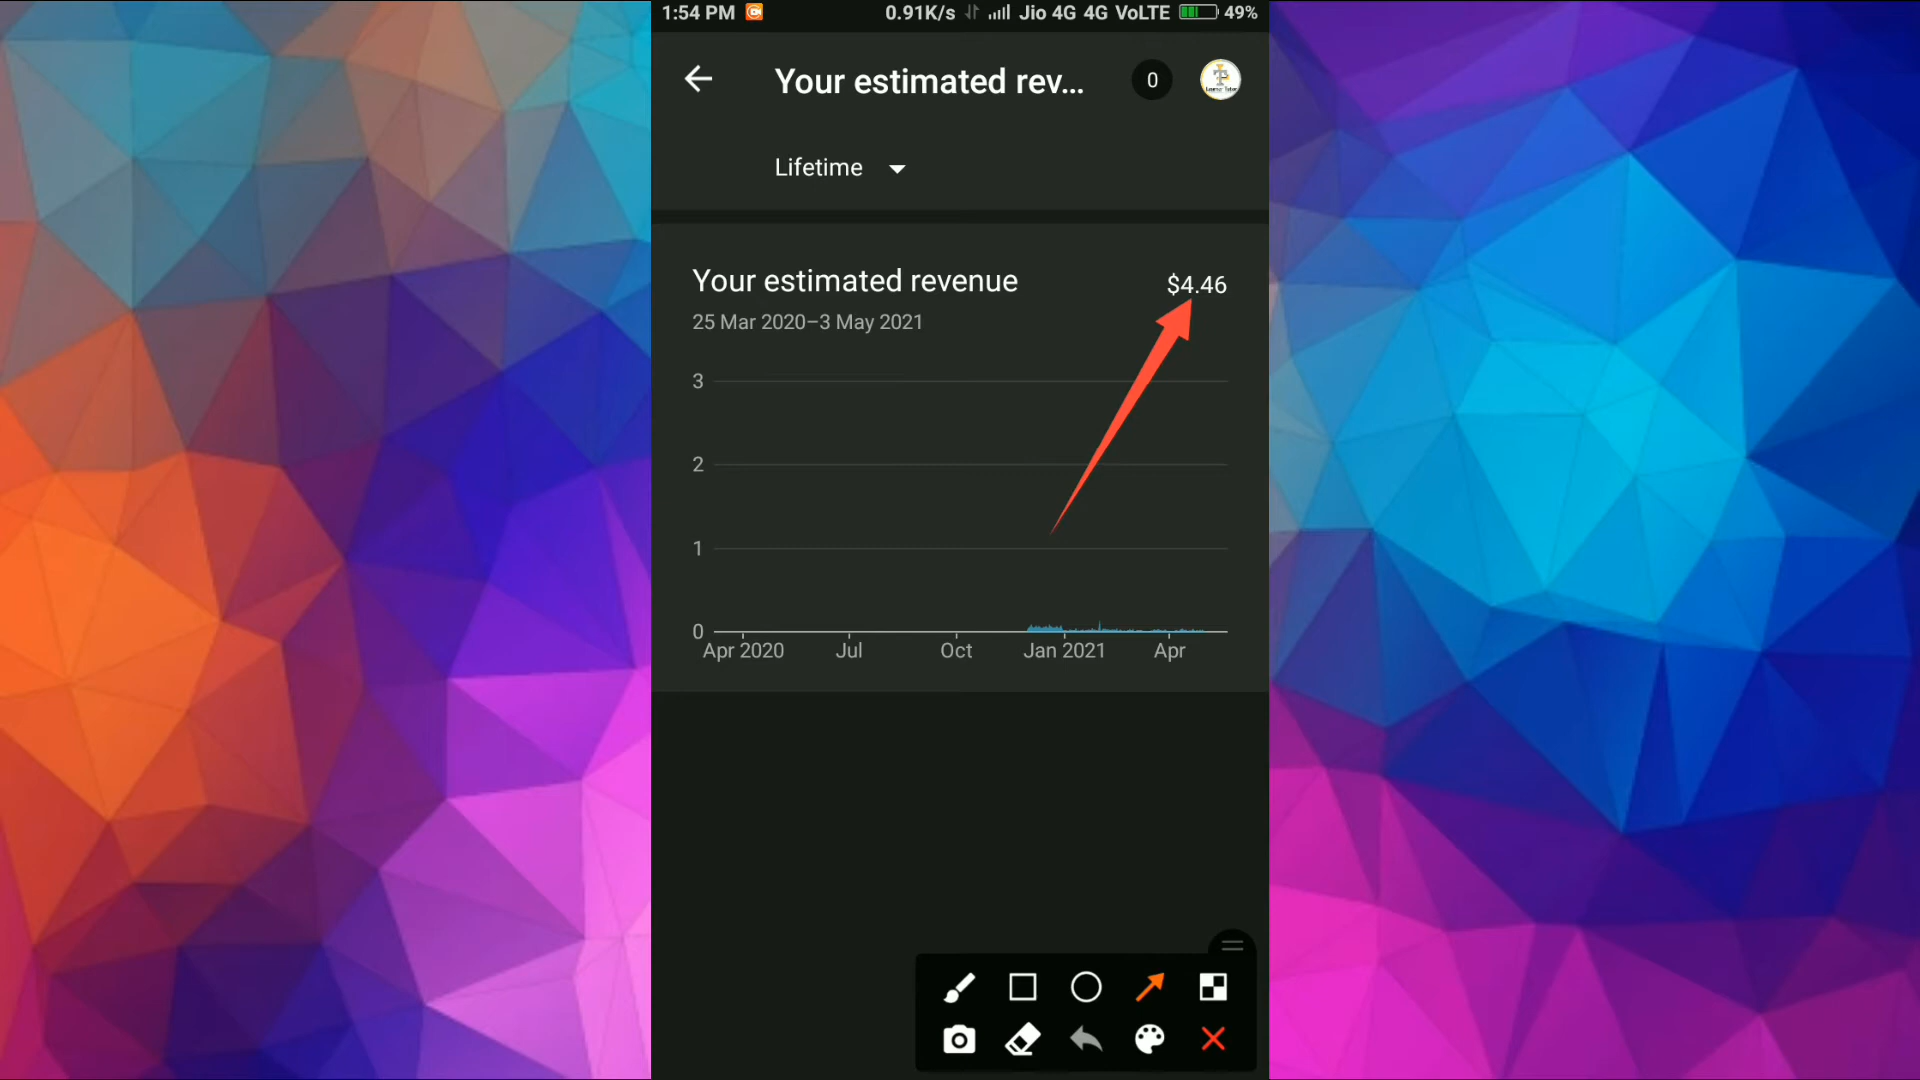 1:54 PM 0.91K/s Jio 4G 4G VoLTE 49%
Your estimated rev... 0
Lifetime
Your estimated revenue $4.46
25 Mar 2020–3 May 2021
3
2
1
0
Apr 2020 Jul Oct Jan 2021 Apr